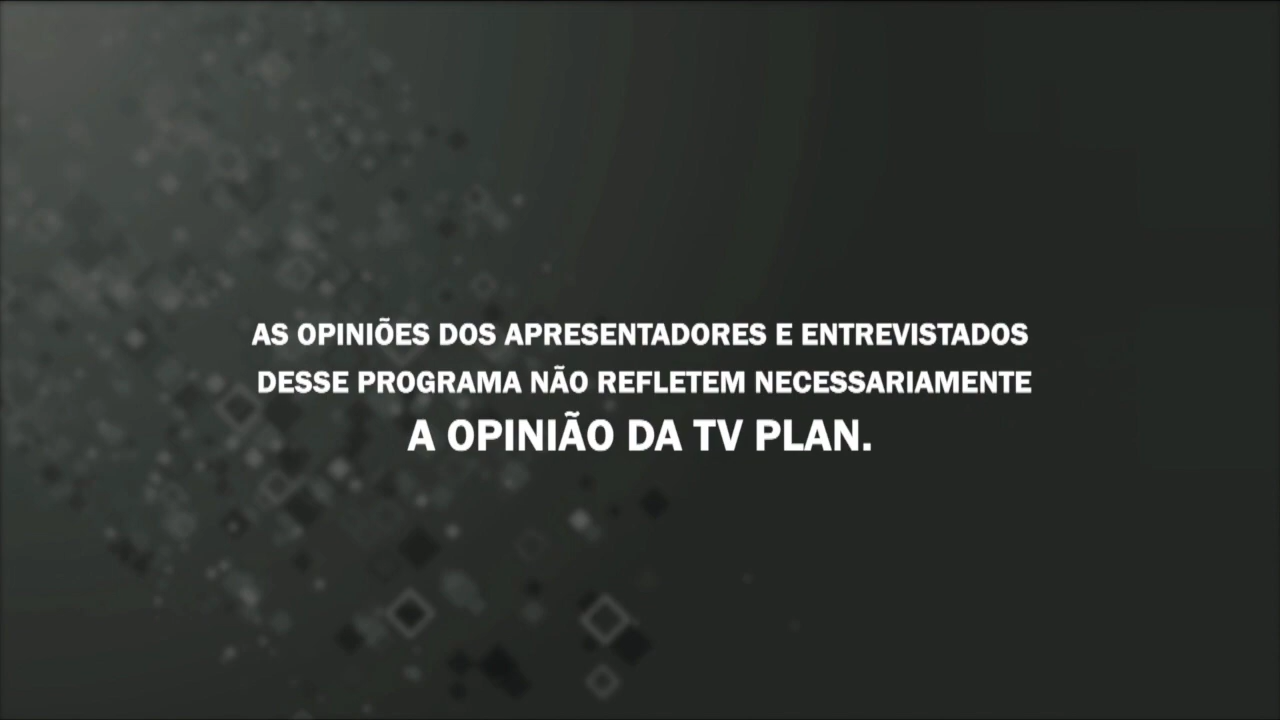 AS OPINIÕES DOS APRESENTADORES E ENTREVISTADOS
DESSE PROGRAMA NÃO REFLETEM NECESSARIAMENTE
A OPINIÃO DA TV PLAN.